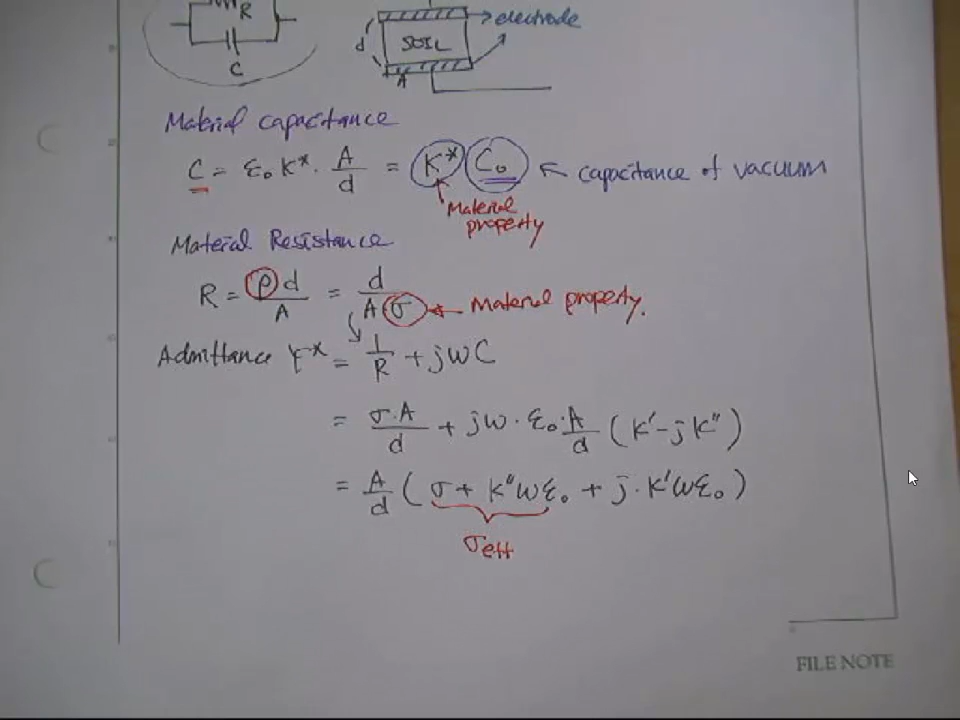 R
C
electrode
d
SOIL
A
Material capacitance
C = ε₀ K* · A/d = K* C₀ ← capacitance of vacuum
Material property
Material Resistance
R = ρd/A = d/Aσ ← Material property.
Admittance Y* = 1/R + jωC
= σ·A/d + jω · ε₀ · A/d (K' - jK'')
= A/d (σ + K''ωε₀ + j · K'ωε₀)
σeff
FILE NOTE